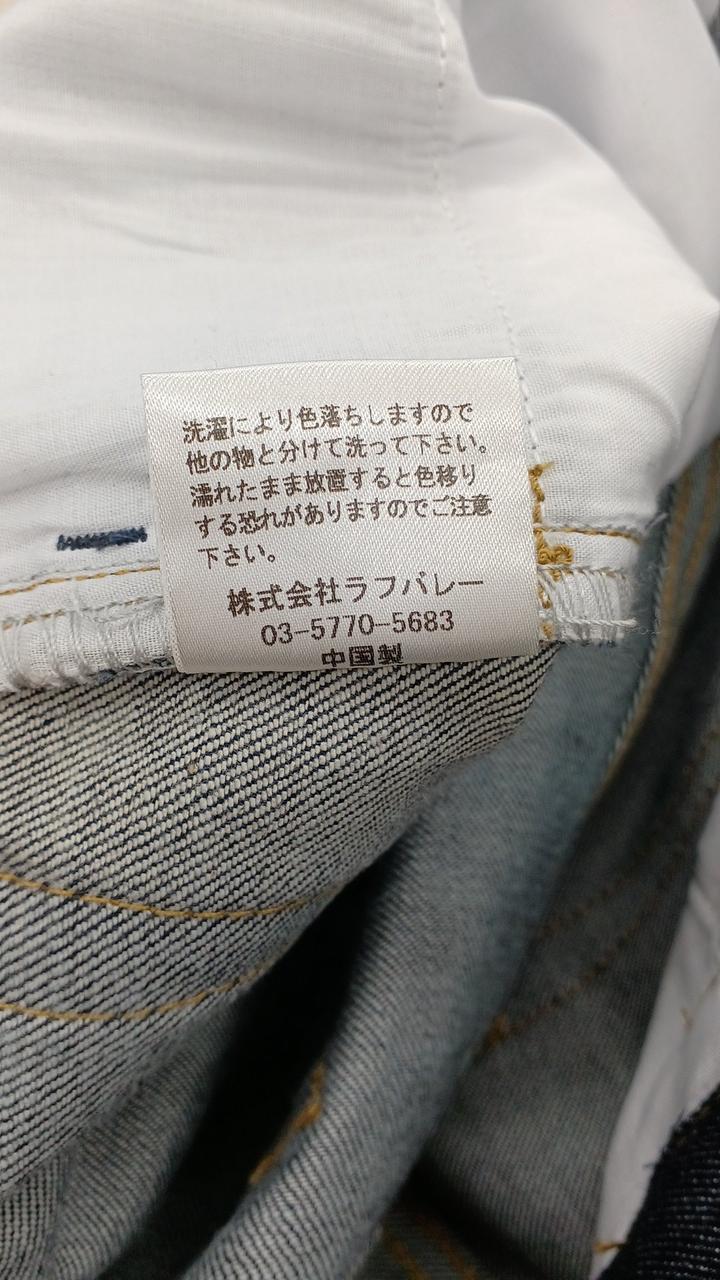 洗濯により色落ちしますので
他の物と分けて洗って下さい。
濡れたまま放置すると色移り
する恐れがありますのでご注意
下さい。
株式会社ラフバレー
03-5770-5683
中国製